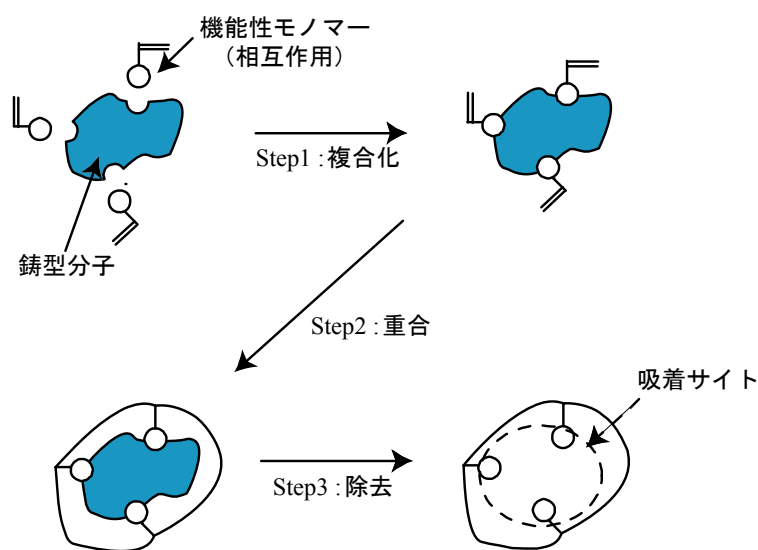 機能性モノマー
（相互作用）
Step1 : 複合化
鋳型分子
Step2 : 重合
吸着サイト
Step3 : 除去